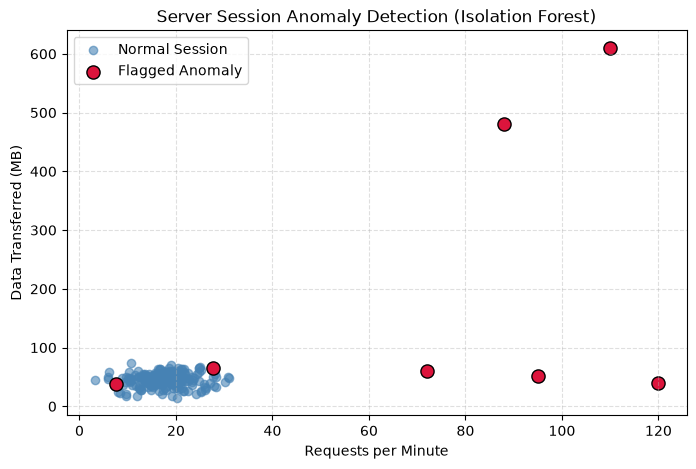 Server Session Anomaly Detection (Isolation Forest)
Normal Session
Flagged Anomaly
Data Transferred (MB)
600
500
400
300
200
100
0
0 20 40 60 80 100 120
Requests per Minute